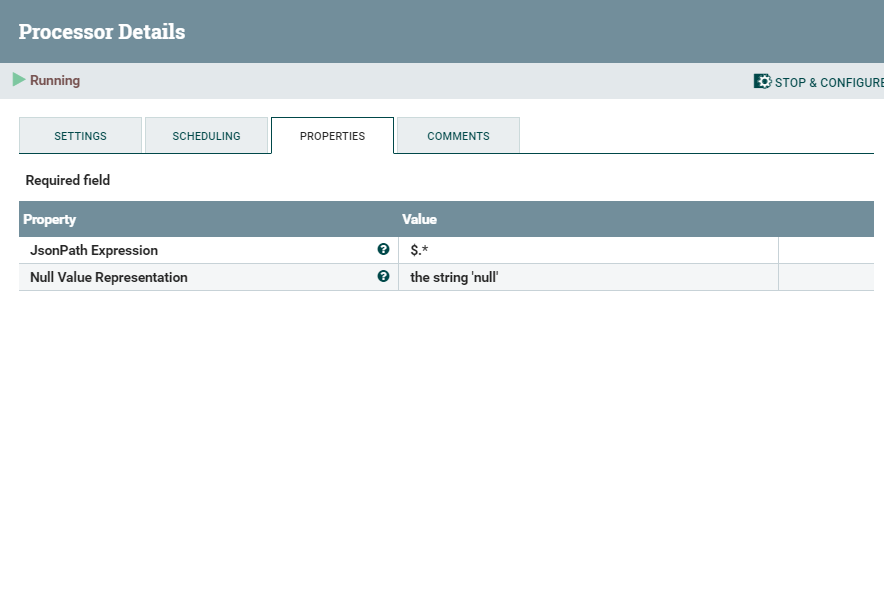 Processor Details
Running
STOP & CONFIGURE
SETTINGS SCHEDULING PROPERTIES COMMENTS
Required field
Property Value
JsonPath Expression $.*
Null Value Representation the string 'null'